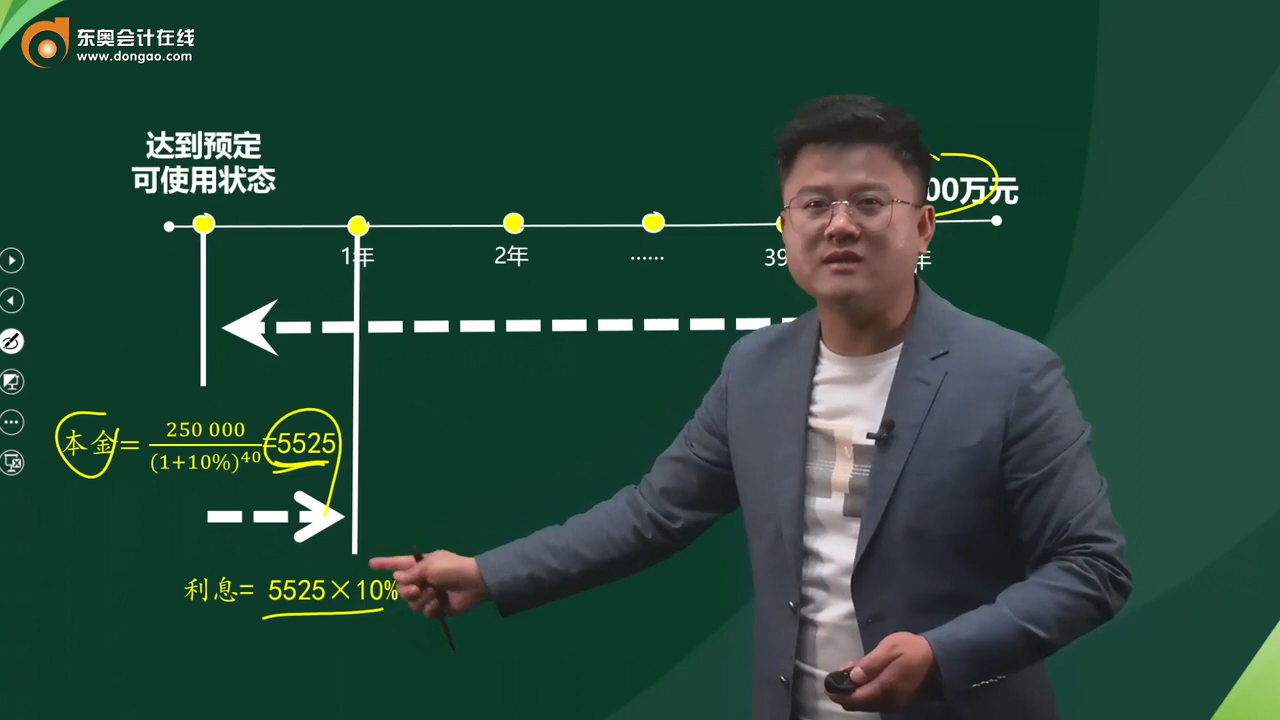 东奥会计在线
www.dongao.com
达到预定
可使用状态
00万元
1年
2年
······
39
年
本金= 250 000 / (1+10%)^40 =5525
利息= 5525×10%